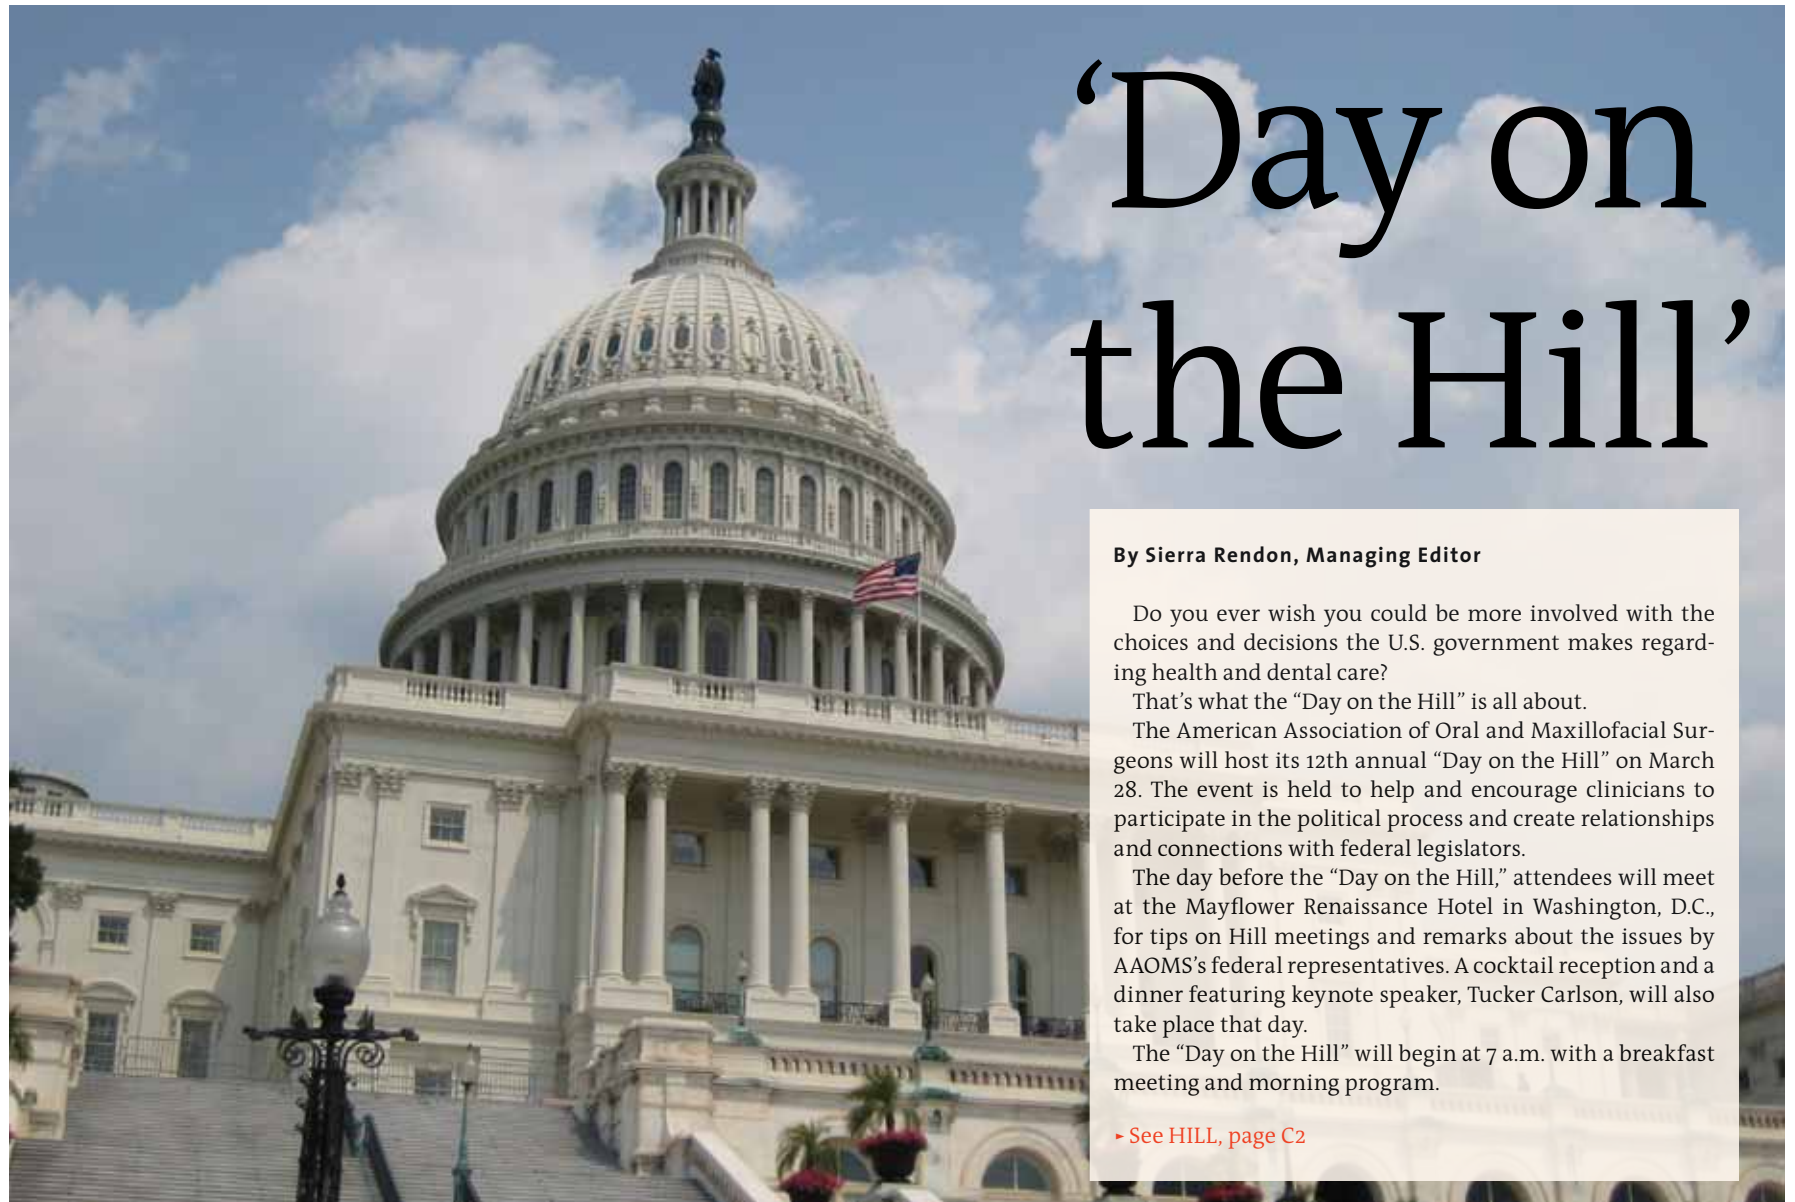 ‘Day on
the Hill’
By Sierra Rendon, Managing Editor
Do you ever wish you could be more involved with the
choices and decisions the U.S. government makes regard-
ing health and dental care?
That’s what the “Day on the Hill” is all about.
The American Association of Oral and Maxillofacial Sur-
geons will host its 12th annual “Day on the Hill” on March
28. The event is held to help and encourage clinicians to
participate in the political process and create relationships
and connections with federal legislators.
The day before the “Day on the Hill,” attendees will meet
at the Mayflower Renaissance Hotel in Washington, D.C.,
for tips on Hill meetings and remarks about the issues by
AAOMS’s federal representatives. A cocktail reception and a
dinner featuring keynote speaker, Tucker Carlson, will also
take place that day.
The “Day on the Hill” will begin at 7 a.m. with a breakfast
meeting and morning program.
► See HILL, page C2